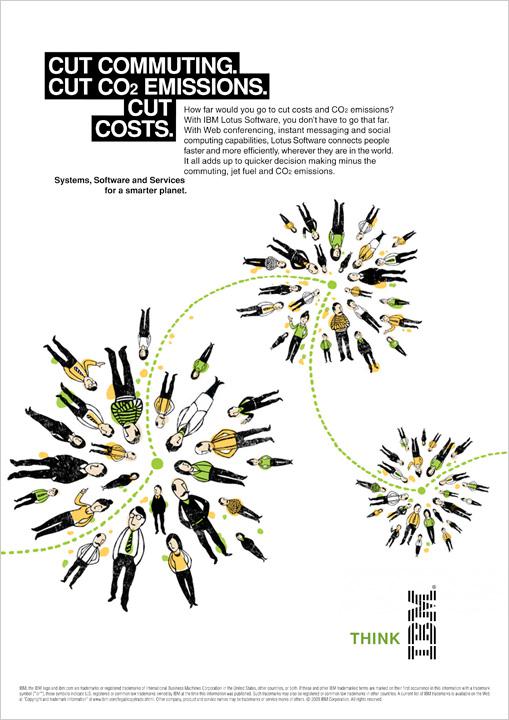 CUT COMMUTING.
CUT CO2 EMISSIONS.
CUT
COSTS.
How far would you go to cut costs and CO2 emissions?
With IBM Lotus Software, you don't have to go that far.
With Web conferencing, instant messaging and social
computing capabilities, Lotus Software connects people
faster and more efficiently, wherever they are in the world.
It all adds up to quicker decision making minus the
commuting, jet fuel and CO2 emissions.
Systems, Software and Services
for a smarter planet.
THINK
IBM®
IBM, the IBM logo and ibm.com are trademarks or registered trademarks of International Business Machines Corporation in the United States, other countries, or both. If these and other IBM trademarked terms are marked on their first occurrence in this information with a trademark
symbol (® or ™), these symbols indicate U.S. registered or common law trademarks owned by IBM at the time this information was published. Such trademarks may also be registered or common law trademarks in other countries. A current list of IBM trademarks is available on the Web
at "Copyright and trademark information" at www.ibm.com/legal/copytrade.shtml. Other company, product and service names may be trademarks or service marks of others. © 2009 IBM Corporation. All rights reserved.